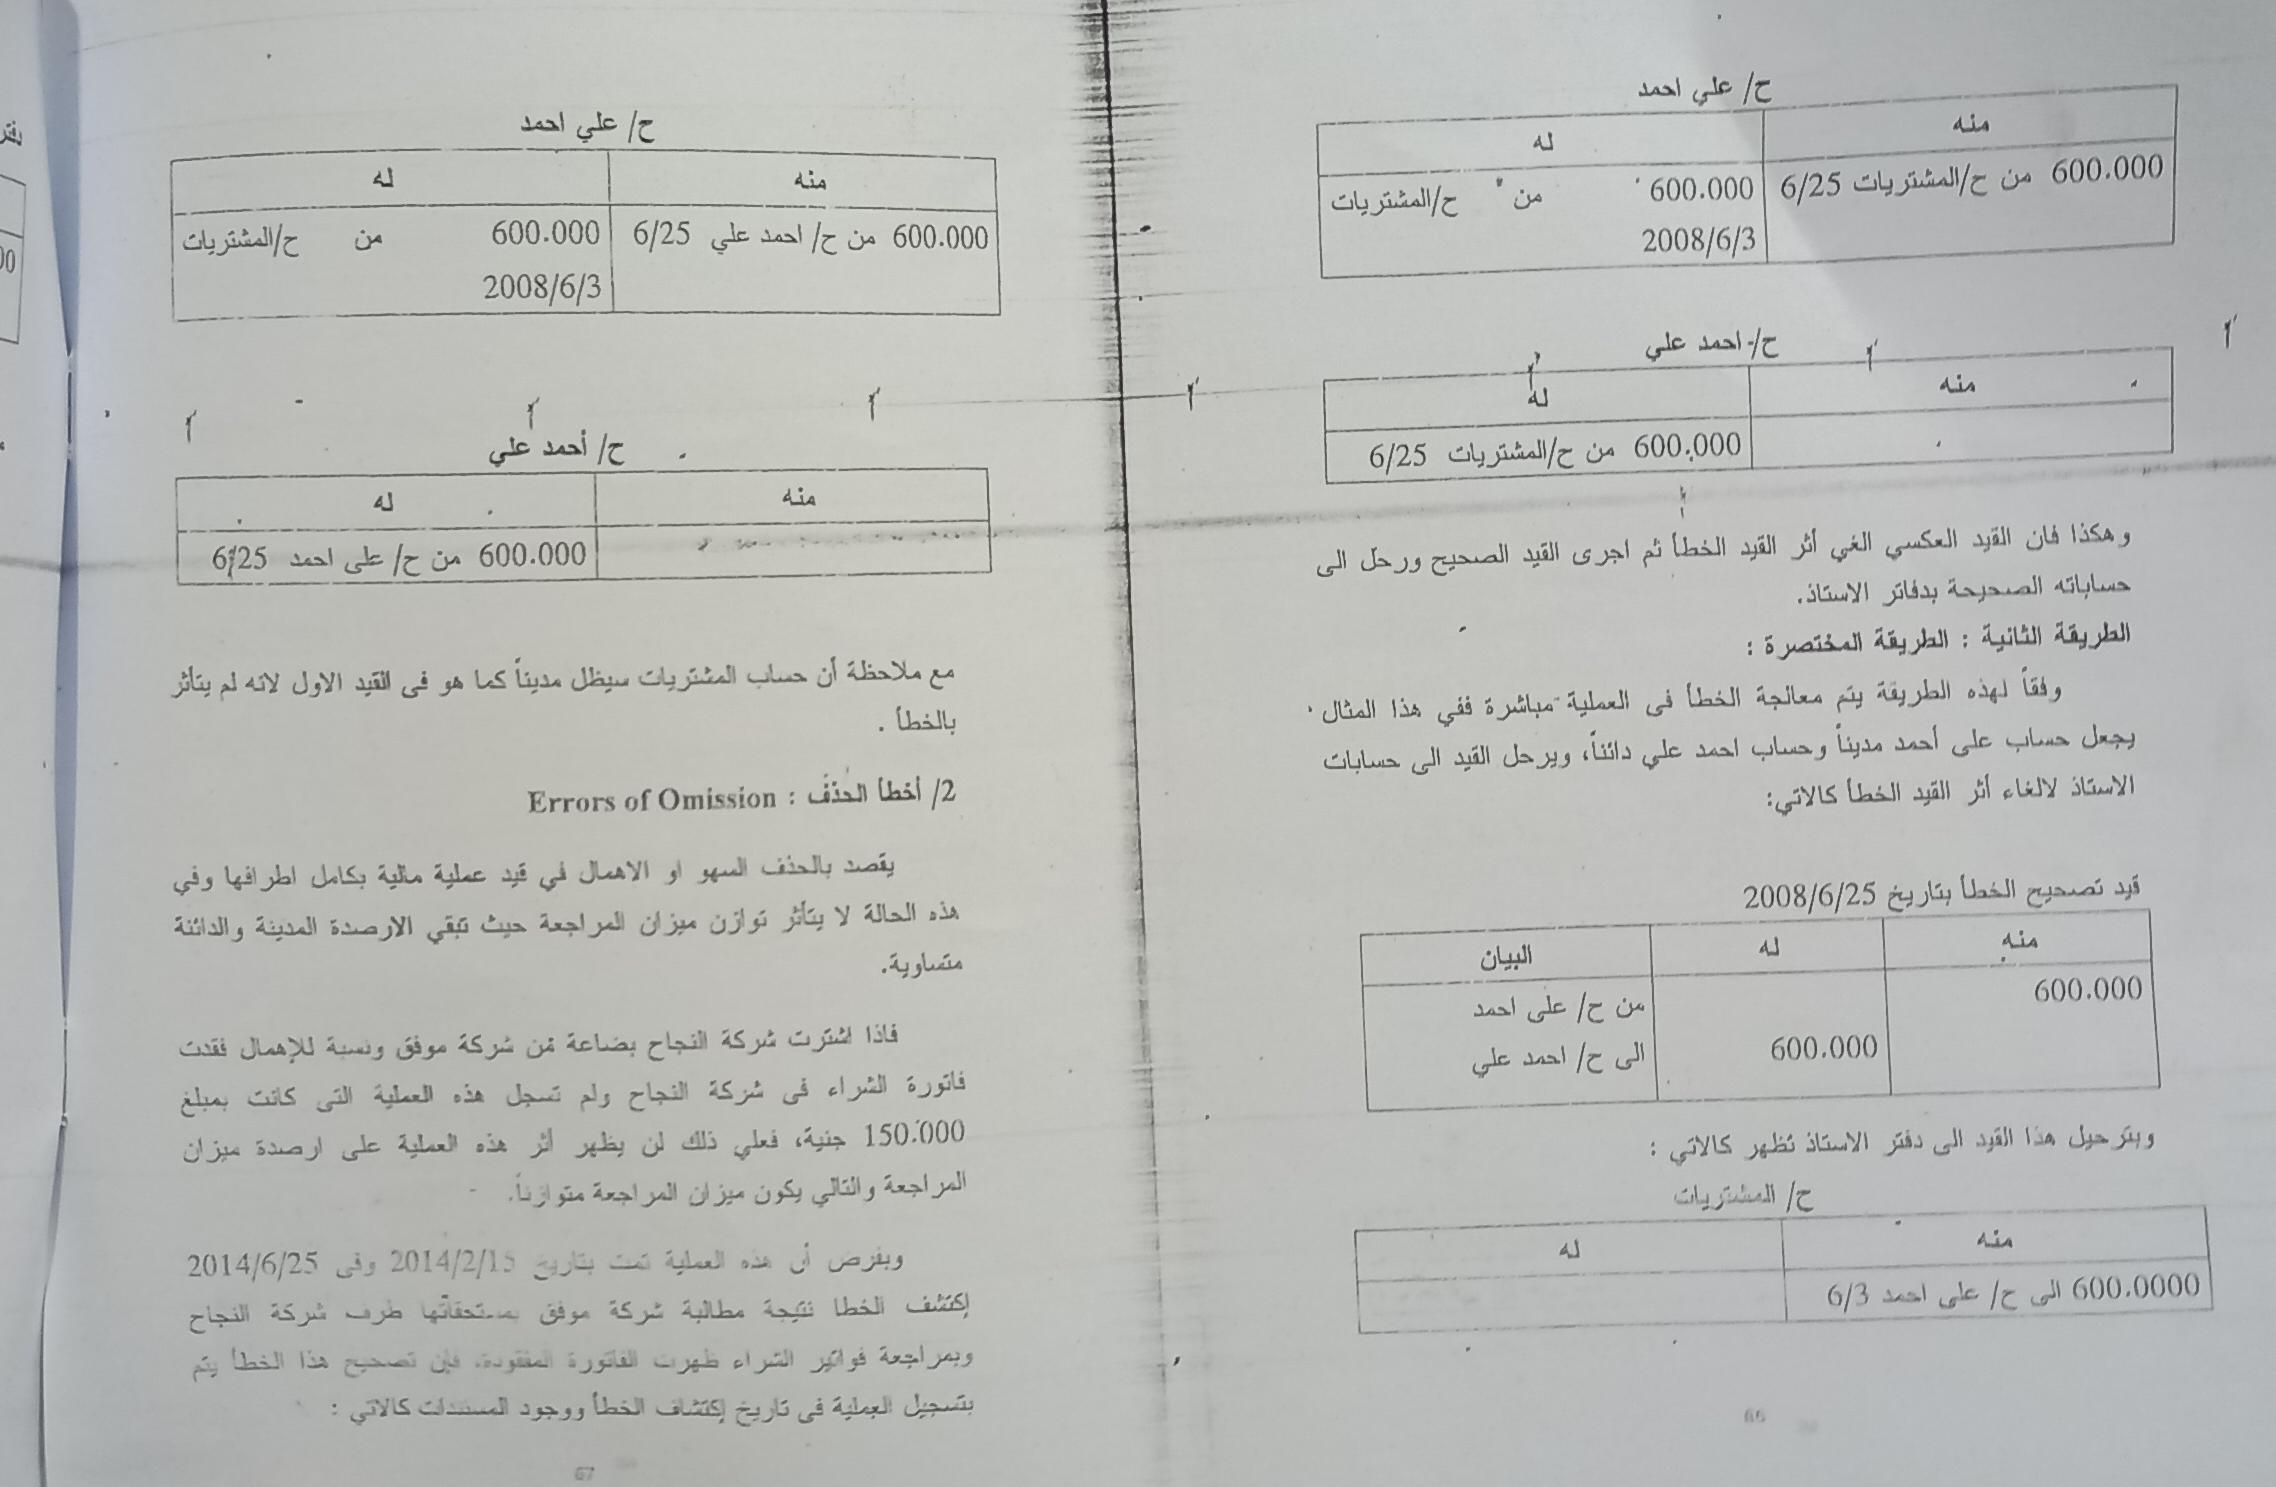 ح/ علي احمد
منه له
600.000 من ح/المشتريات 6/25 600.000 من ح/المشتريات
2008/6/3
ح/ احمد علي
منه له
600.000 من ح/المشتريات 6/25
وهكذا فان القيد العكسي الغي أثر القيد الخطأ ثم اجرى القيد الصحيح ورحل الى
حساباته الصحيحة بدفاتر الاستاذ.
الطريقة الثانية : الطريقة المختصرة :
وفقاً لهذه الطريقة يتم معالجة الخطأ فى العملية مباشرة ففي هذا المثال
يجعل حساب على أحمد مديناً وحساب احمد علي دائناً، ويرحل القيد الى حسابات
الاستاذ لالغاء أثر القيد الخطأ كالاتي:
قيد تصحيح الخطأ بتاريخ 2008/6/25
منه له البيان
600.000 من ح/ على احمد
600.000 الى ح/ احمد علي
وبترحيل هذا القيد الى دفتر الاستاذ تظهر كالاتي :
ح/ المشتريات
منه له
600.0000 الى ح/ على احمد 6/3
66
ح/ علي احمد
منه له
600.000 من ح/ احمد علي 6/25 600.000 من ح/المشتريات
2008/6/3
ح/ أحمد علي
منه له
600.000 من ح/ على احمد 6/25
مع ملاحظة أن حساب المشتريات سيظل مديناً كما هو فى القيد الاول لانه لم يتأثر
بالخطأ .
2/ أخطأ الحذف : Errors of Omission
يقصد بالحذف السهو او الاهمال في قيد عملية مالية بكامل اطرافها وفي
هذه الحالة لا يتأثر توازن ميزان المراجعة حيث تبقي الارصدة المدينة والدائنة
متساوية.
فاذا اشترت شركة النجاح بضاعة من شركة موفق ونسبة للإهمال فقدت
فاتورة الشراء فى شركة النجاح ولم تسجل هذه العملية التى كانت بمبلغ
150.000 جنية، فعلي ذلك لن يظهر أثر هذه العملية على ارصدة ميزان
المراجعة والتالي يكون ميزان المراجعة متوازناً.
وبفرض أن هذه العملية تمت بتاريخ 2014/2/15 وفى 2014/6/25
إكتشف الخطا نتيجة مطالبة شركة موفق بمستحقاتها طرف شركة النجاح
وبمراجعة فواتير الشراء ظهرت الفاتورة المفقودة، فإن تصحيح هذا الخطأ يتم
بتسجيل العملية فى تاريخ إكتشاف الخطأ ووجود المستندات كالاتي :
67